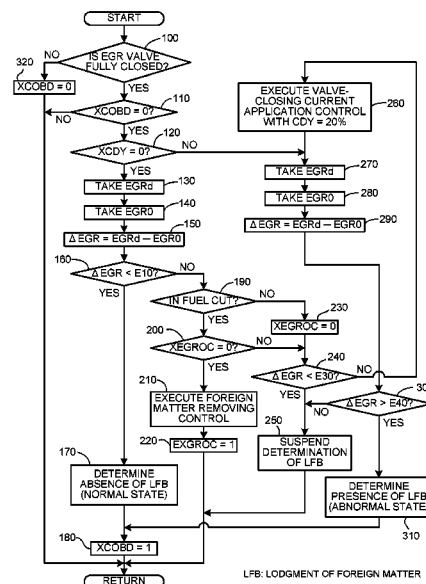 START
100
IS EGR VALVE
FULLY CLOSED?
NO
YES
320
XCOBD = 0
110
XCOBD = 0?
NO
YES
120
XCDY = 0?
NO
YES
130
TAKE EGRd
140
TAKE EGR0
150
ΔEGR = EGRd – EGR0
160
ΔEGR < E10?
NO
YES
190
IN FUEL CUT?
NO
YES
200
XEGROC = 0?
NO
YES
210
EXECUTE FOREIGN
MATTER REMOVING
CONTROL
220
EXGROC = 1
170
DETERMINE
ABSENCE OF LFB
(NORMAL STATE)
180
XCOBD = 1
RETURN
260
EXECUTE VALVE-
CLOSING CURRENT
APPLICATION CONTROL
WITH CDY = 20%
270
TAKE EGRd
280
TAKE EGR0
290
ΔEGR = EGRd – EGR0
230
XEGROC = 0
240
ΔEGR < E30?
NO
YES
250
SUSPEND
DETERMINATION
OF LFB
ΔEGR > E40?
NO
YES
DETERMINE
PRESENCE OF LFB
(ABNORMAL STATE)
310
LFB: LODGMENT OF FOREIGN MATTER